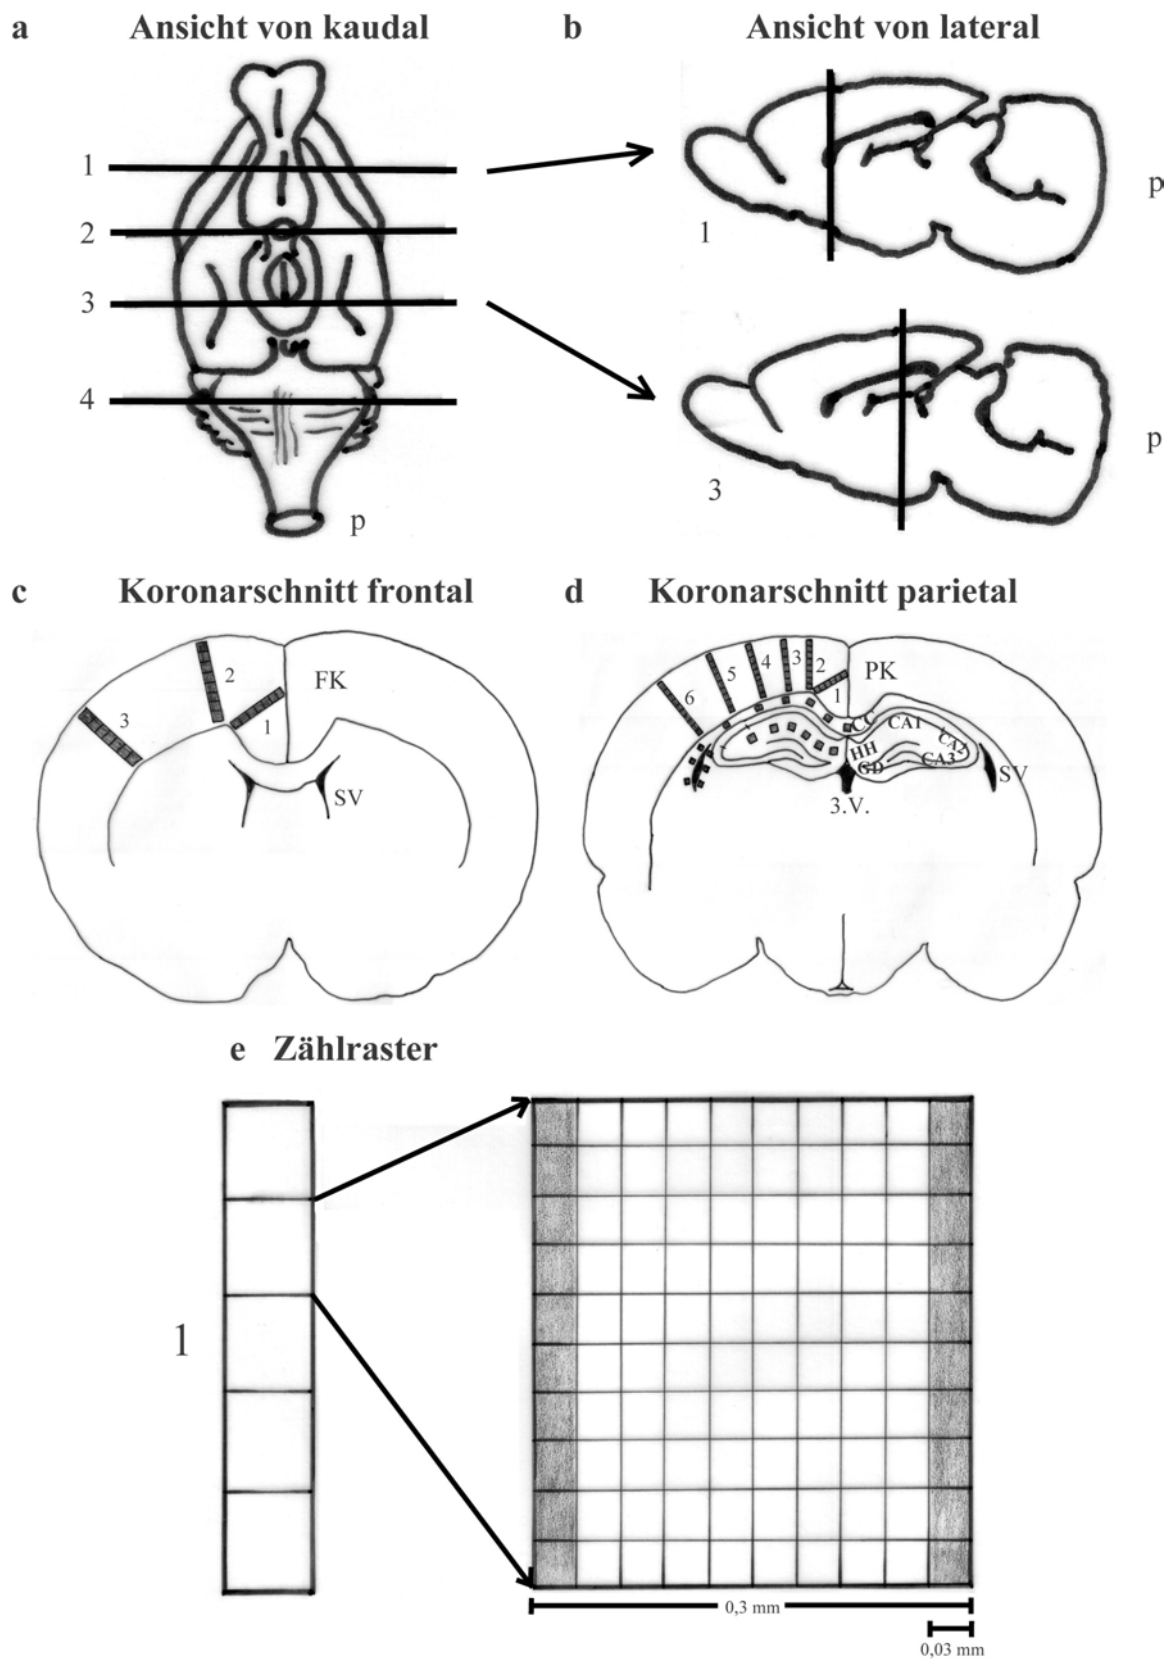 a Ansicht von kaudal
b Ansicht von lateral
1
2
3
4
p
1
p
3
p
c Koronarschnitt frontal
d Koronarschnitt parietal
FK
1
2
3
SV
PK
1
2
3
4
5
6
CC
CA1
CA2
CA3
HH
GD
SV
3.V.
e Zählraster
1
0,3 mm
0,03 mm